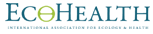 ECOHEALTH
INTERNATIONAL ASSOCIATION FOR ECOLOGY & HEALTH